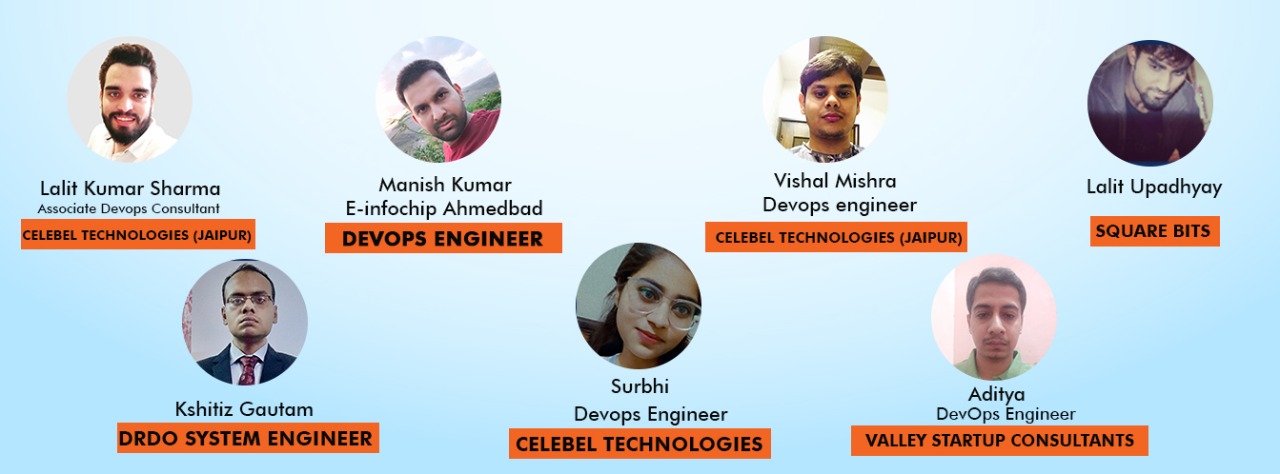 Lalit Kumar Sharma
Associate Devops Consultant
CELEBEL TECHNOLOGIES (JAIPUR)
Manish Kumar
E-infochip Ahmedbad
DEVOPS ENGINEER
Vishal Mishra
Devops engineer
CELEBEL TECHNOLOGIES (JAIPUR)
Lalit Upadhyay
SQUARE BITS
Kshitiz Gautam
DRDO SYSTEM ENGINEER
Surbhi
Devops Engineer
CELEBEL TECHNOLOGIES
Aditya
DevOps Engineer
VALLEY STARTUP CONSULTANTS